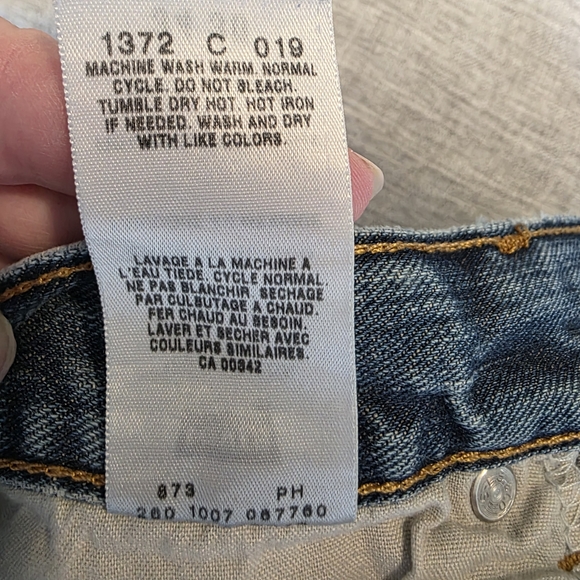 1372 C 019
MACHINE WASH WARM. NORMAL
CYCLE. DO NOT BLEACH.
TUMBLE DRY HOT. HOT IRON
IF NEEDED. WASH AND DRY
WITH LIKE COLORS.
LAVAGE A LA MACHINE A
L'EAU TIEDE. CYCLE NORMAL.
NE PAS BLANCHIR. SECHAGE
PAR CULBUTAGE A CHAUD.
FER CHAUD AU BESOIN.
LAVER ET SECHER AVEC
COULEURS SIMILAIRES.
CA 00342
873 PH
260 1007 067760